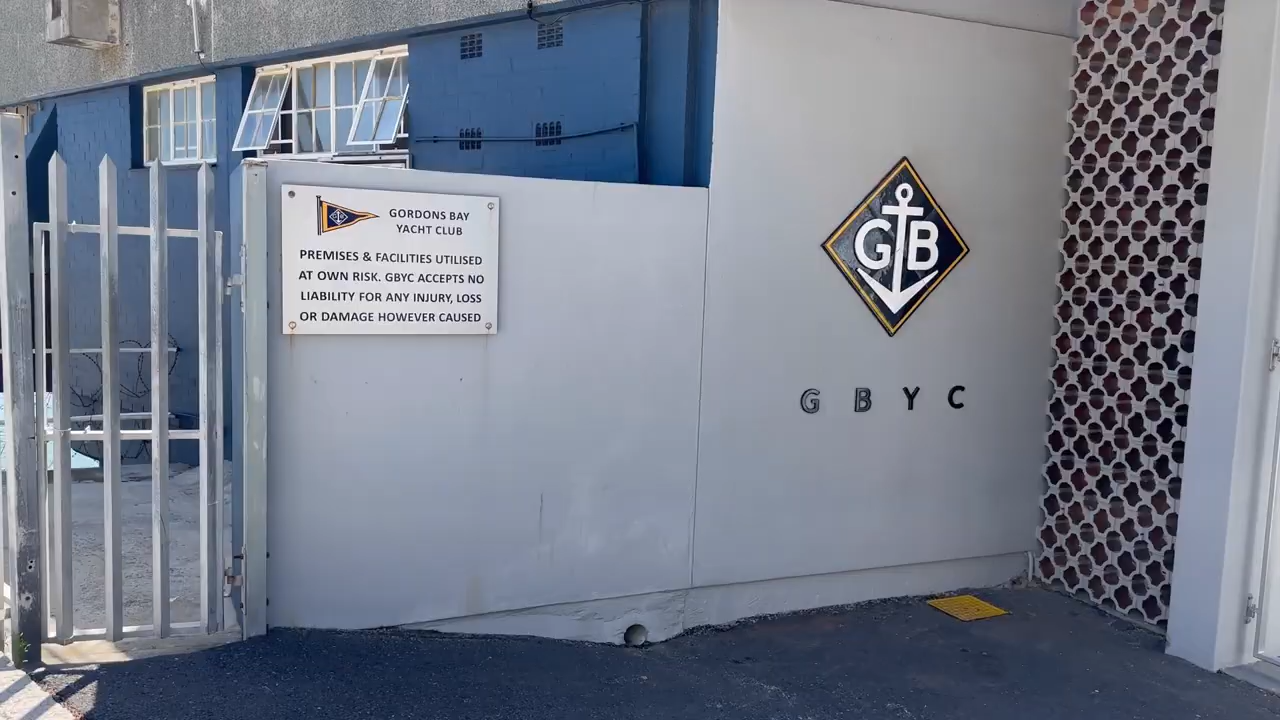 GORDONS BAY
YACHT CLUB
PREMISES & FACILITIES UTILISED
AT OWN RISK. GBYC ACCEPTS NO
LIABILITY FOR ANY INJURY, LOSS
OR DAMAGE HOWEVER CAUSED
G B
G B Y C